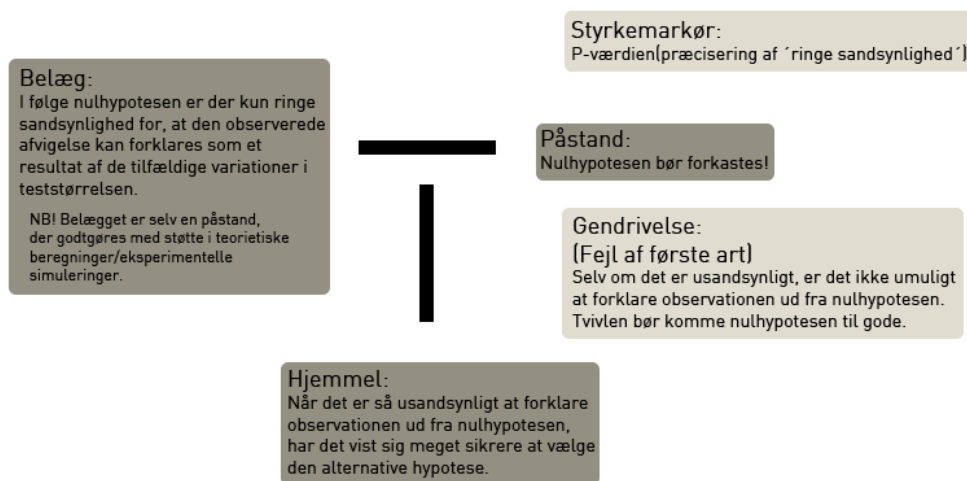 Styrkemarkør:
P-værdien(præcisering af ´ringe sandsynlighed´)
Belæg:
I følge nulhypotesen er der kun ringe
sandsynlighed for, at den observerede
afvigelse kan forklares som et
resultat af de tilfældige variationer i
teststørrelsen.
NB! Belægget er selv en påstand,
der godtgøres med støtte i teorietiske
beregninger/eksperimentelle
simuleringer.
Påstand:
Nulhypotesen bør forkastes!
Gendrivelse:
(Fejl af første art)
Selv om det er usandsynligt, er det ikke umuligt
at forklare observationen ud fra nulhypotesen.
Tvivlen bør komme nulhypotesen til gode.
Hjemmel:
Når det er så usandsynligt at forklare
observationen ud fra nulhypotesen,
har det vist sig meget sikrere at vælge
den alternative hypotese.